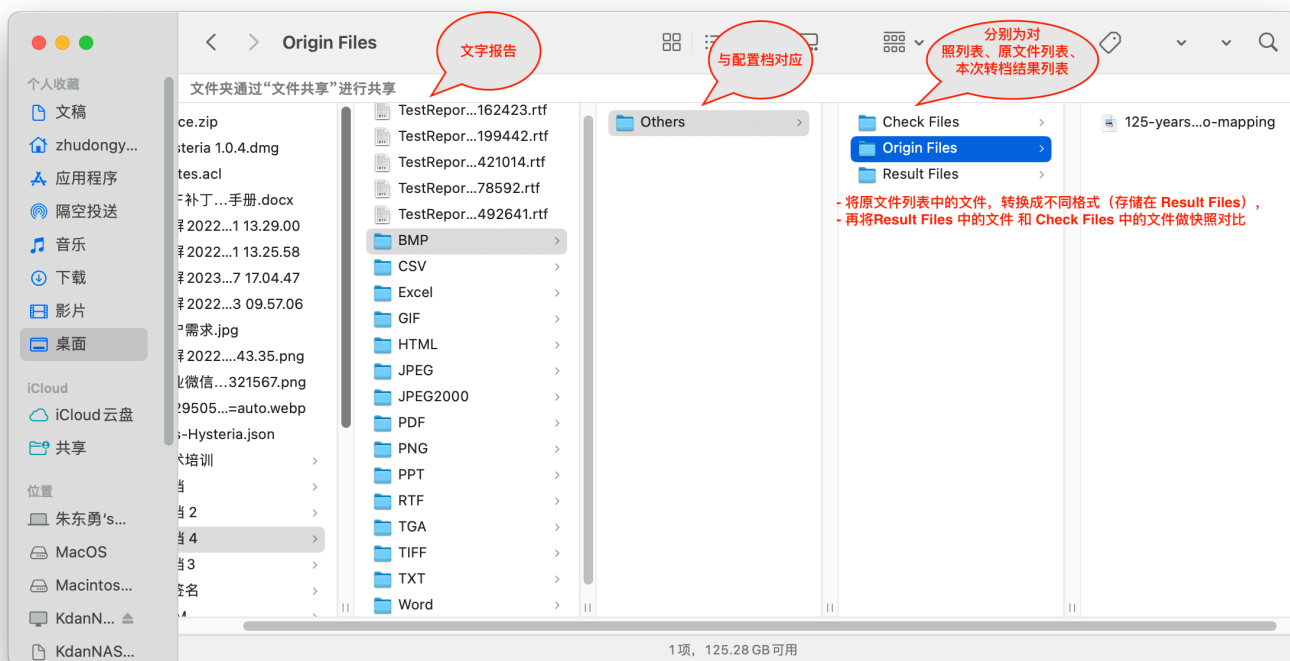 Origin Files
文字报告
与配置档对应
分别为对
照列表、原文件列表、
本次转档结果列表
文件夹通过“文件共享”进行共享
个人收藏
文稿
zhudongy...
应用程序
隔空投送
音乐
下载
影片
桌面
iCloud
iCloud云盘
共享
位置
朱东勇‘s...
MacOS
Macintos...
KdanN...
KdanNAS...
ce.zip
steria 1.0.4.dmg
tes.acl
补丁...手册.docx
2022...1 13.29.00
2022...1 13.25.58
2023...7 17.04.47
2022...3 09.57.06
需求.jpg
2022....43.35.png
微信...321567.png
29505...=auto.webp
s-Hysteria.json
术培训
2
4
3
签名
TestRepor...162423.rtf
TestRepor...199442.rtf
TestRepor...421014.rtf
TestRepor...78592.rtf
TestRepor...492641.rtf
BMP
CSV
Excel
GIF
HTML
JPEG
JPEG2000
PDF
PNG
PPT
RTF
TGA
TIFF
TXT
Word
Others
Check Files
Origin Files
Result Files
- 将原文件列表中的文件，转换成不同格式（存储在 Result Files），
- 再将Result Files 中的文件 和 Check Files 中的文件做快照对比
125-years...o-mapping
1项，125.28 GB可用